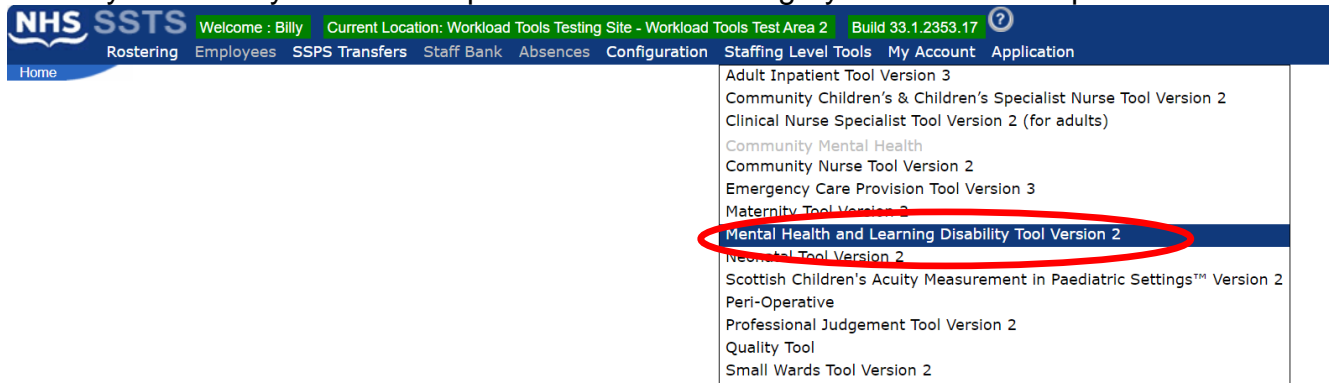 NHS SSTS Welcome : Billy Current Location: Workload Tools Testing Site - Workload Tools Test Area 2 Build 33.1.2353.17 ?
Rostering Employees SSPS Transfers Staff Bank Absences Configuration Staffing Level Tools My Account Application
Home
Adult Inpatient Tool Version 3
Community Children's & Children's Specialist Nurse Tool Version 2
Clinical Nurse Specialist Tool Version 2 (for adults)
Community Mental Health
Community Nurse Tool Version 2
Emergency Care Provision Tool Version 3
Maternity Tool Version 2
Mental Health and Learning Disability Tool Version 2
Neonatal Tool Version 2
Scottish Children's Acuity Measurement in Paediatric Settings™ Version 2
Peri-Operative
Professional Judgement Tool Version 2
Quality Tool
Small Wards Tool Version 2